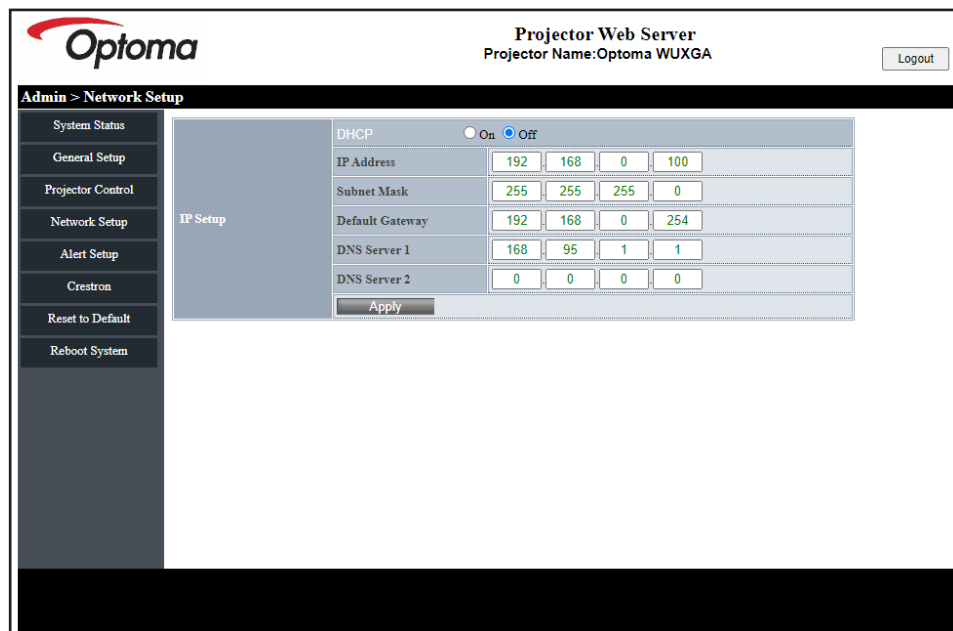 Optoma
Projector Web Server
Projector Name:Optoma WUXGA
Logout
Admin > Network Setup
System Status
General Setup
Projector Control
Network Setup
Alert Setup
Crestron
Reset to Default
Reboot System
IP Setup
DHCP On Off
IP Address 192 . 168 . 0 . 100
Subnet Mask 255 . 255 . 255 . 0
Default Gateway 192 . 168 . 0 . 254
DNS Server 1 168 . 95 . 1 . 1
DNS Server 2 0 . 0 . 0 . 0
Apply